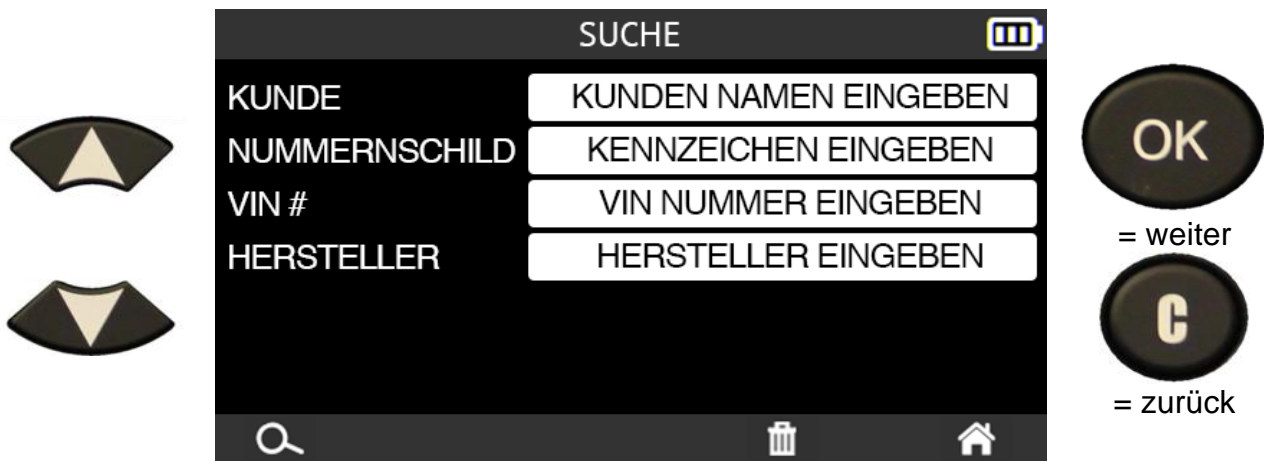 SUCHE
KUNDE KUNDEN NAMEN EINGEBEN
NUMMERNSCHILD KENNZEICHEN EINGEBEN
VIN # VIN NUMMER EINGEBEN
HERSTELLER HERSTELLER EINGEBEN
OK
= weiter
C
= zurück